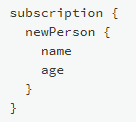 subscription {
  newPerson {
    name
    age
  }
}